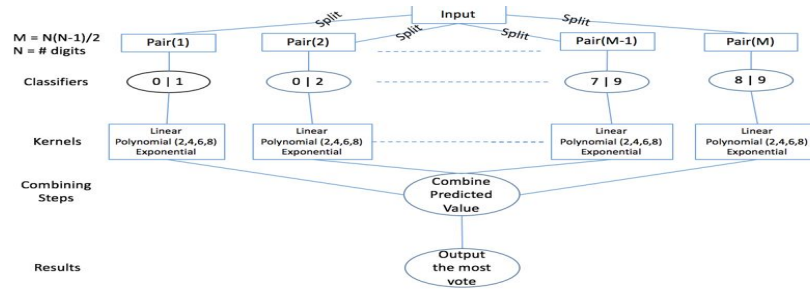 Input
Split
Split
Split
Split
M = N(N-1)/2
N = # digits
Pair(1)
Pair(2)
Pair(M-1)
Pair(M)
Classifiers
0 | 1
0 | 2
7 | 9
8 | 9
Kernels
Linear
Polynomial (2,4,6,8)
Exponential
Linear
Polynomial (2,4,6,8)
Exponential
Linear
Polynomial (2,4,6,8)
Exponential
Linear
Polynomial (2,4,6,8)
Exponential
Combining
Steps
Combine
Predicted
Value
Results
Output
the most
vote